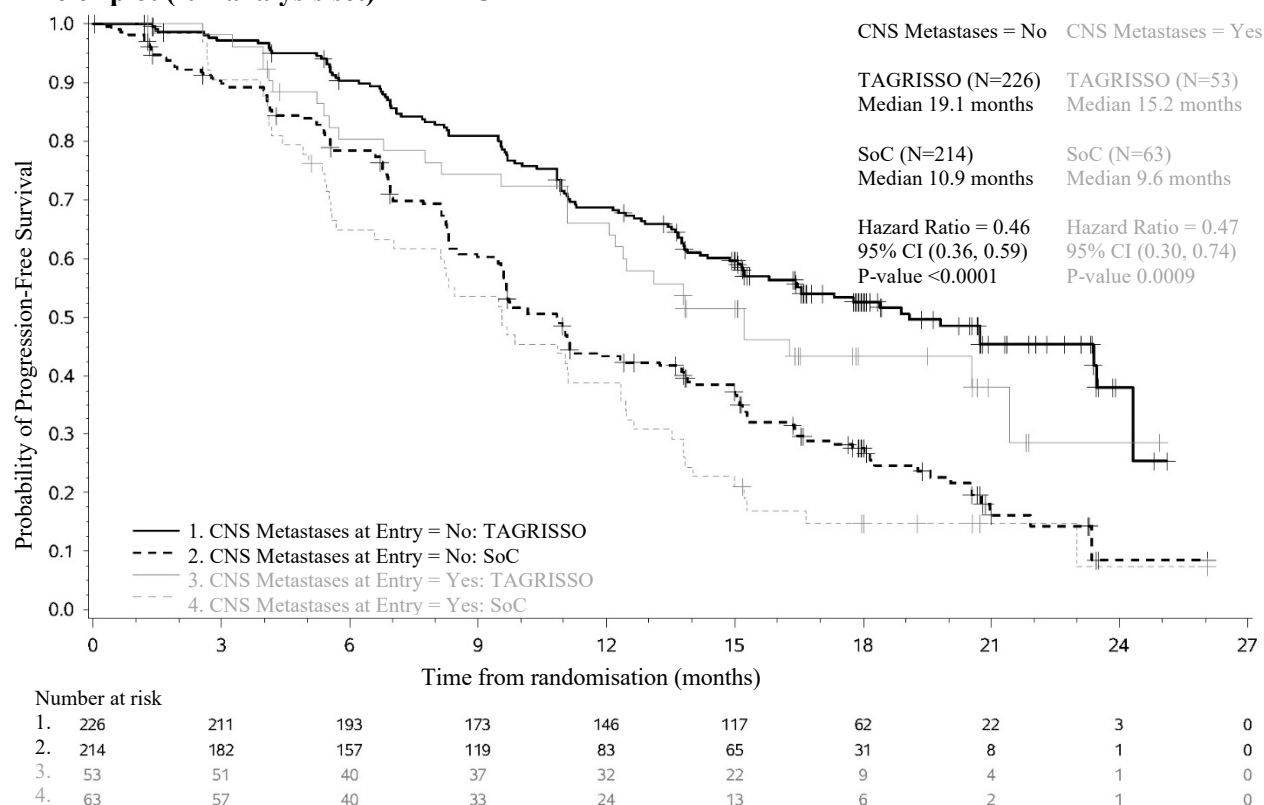 1.0
0.9
0.8
0.7
0.6
0.5
0.4
0.3
0.2
0.1
0.0
Probability of Progression-Free Survival
CNS Metastases = No CNS Metastases = Yes
TAGRISSO (N=226) TAGRISSO (N=53)
Median 19.1 months Median 15.2 months
SoC (N=214) SoC (N=63)
Median 10.9 months Median 9.6 months
Hazard Ratio = 0.46 Hazard Ratio = 0.47
95% CI (0.36, 0.59) 95% CI (0.30, 0.74)
P-value <0.0001 P-value 0.0009
1. CNS Metastases at Entry = No: TAGRISSO
2. CNS Metastases at Entry = No: SoC
3. CNS Metastases at Entry = Yes: TAGRISSO
4. CNS Metastases at Entry = Yes: SoC
0 3 6 9 12 15 18 21 24 27
Time from randomisation (months)
Number at risk
1. 226 211 193 173 146 117 62 22 3 0
2. 214 182 157 119 83 65 31 8 1 0
3. 53 51 40 37 32 22 9 4 1 0
4. 63 57 40 33 24 13 6 2 1 0